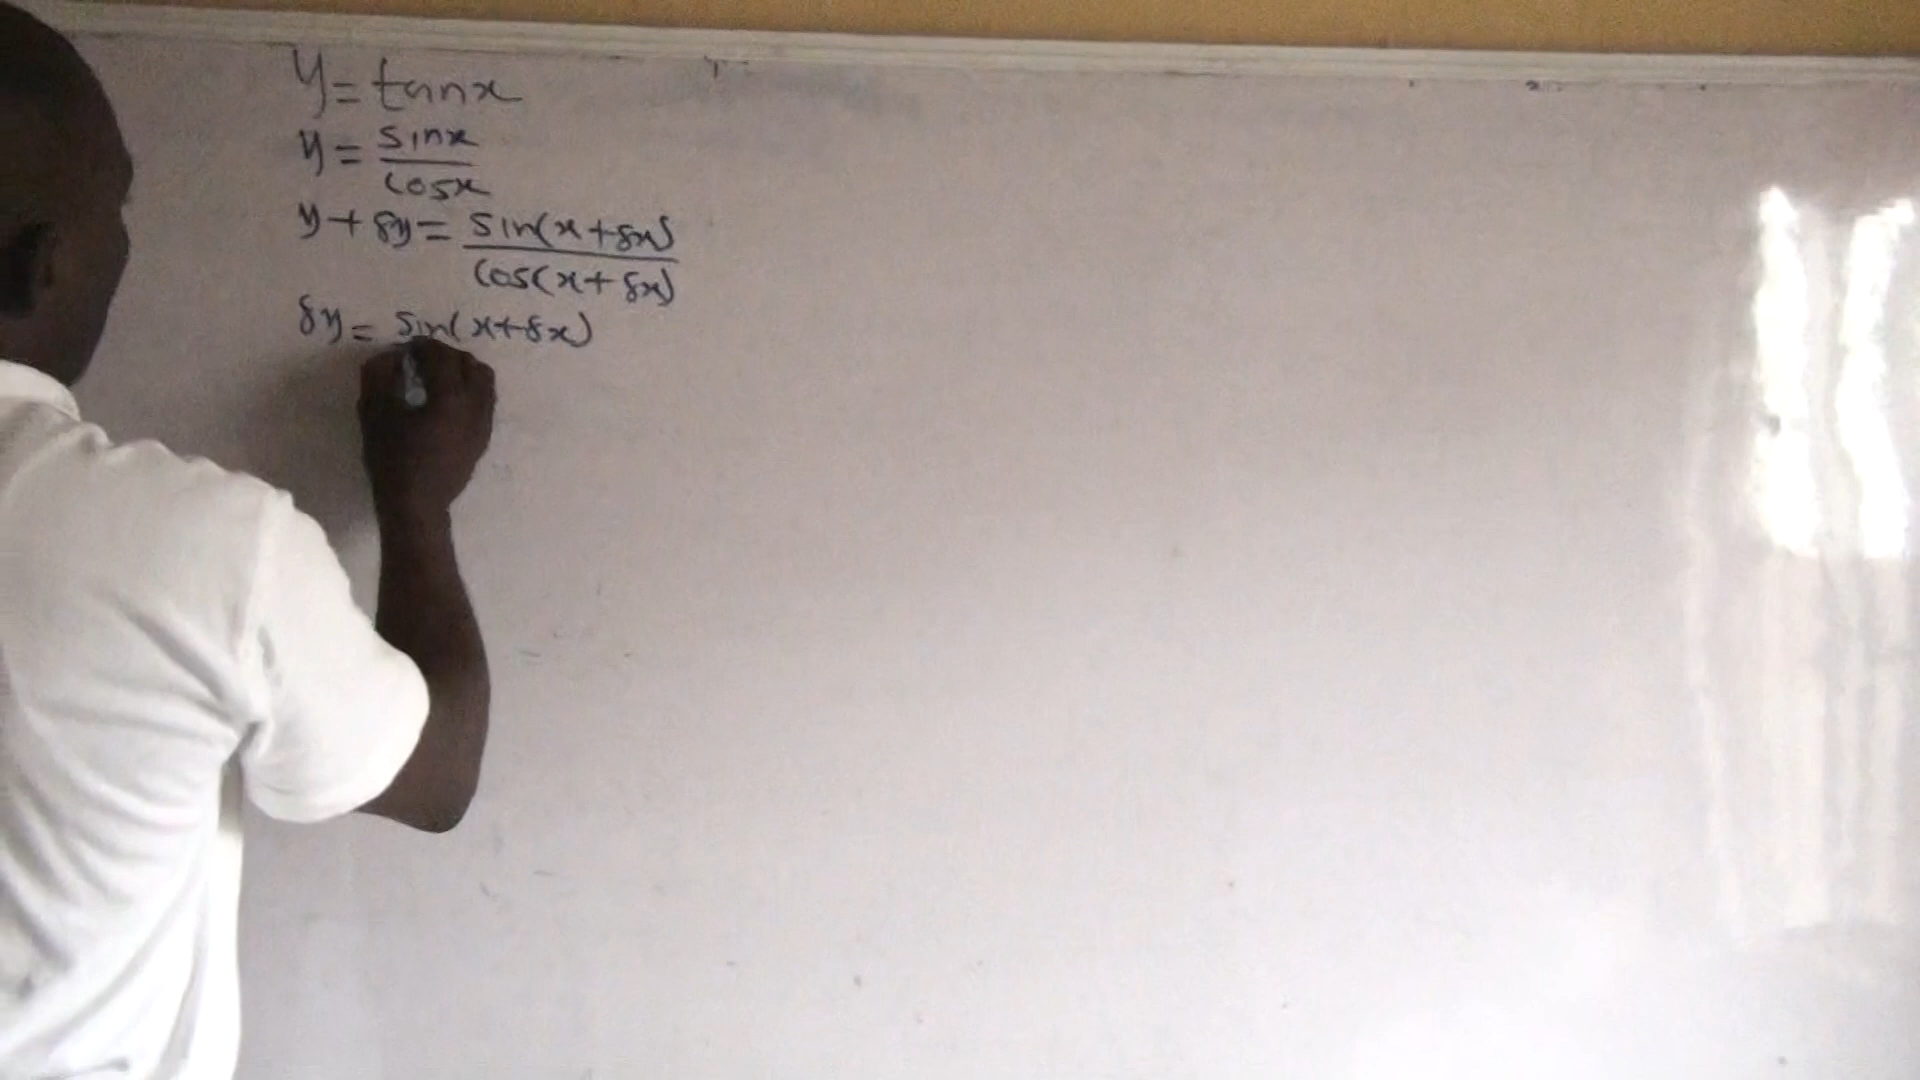 y = tanx
y = sinx/cosx
y + δy = sin(x + δx)/cos(x + δx)
δy = sin(x + δx)